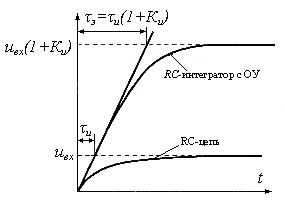 τэ=τu(1+Ku)
uвх(1+Ku)
RC-интегратор с ОУ
τu
RC-цепь
uвх
t